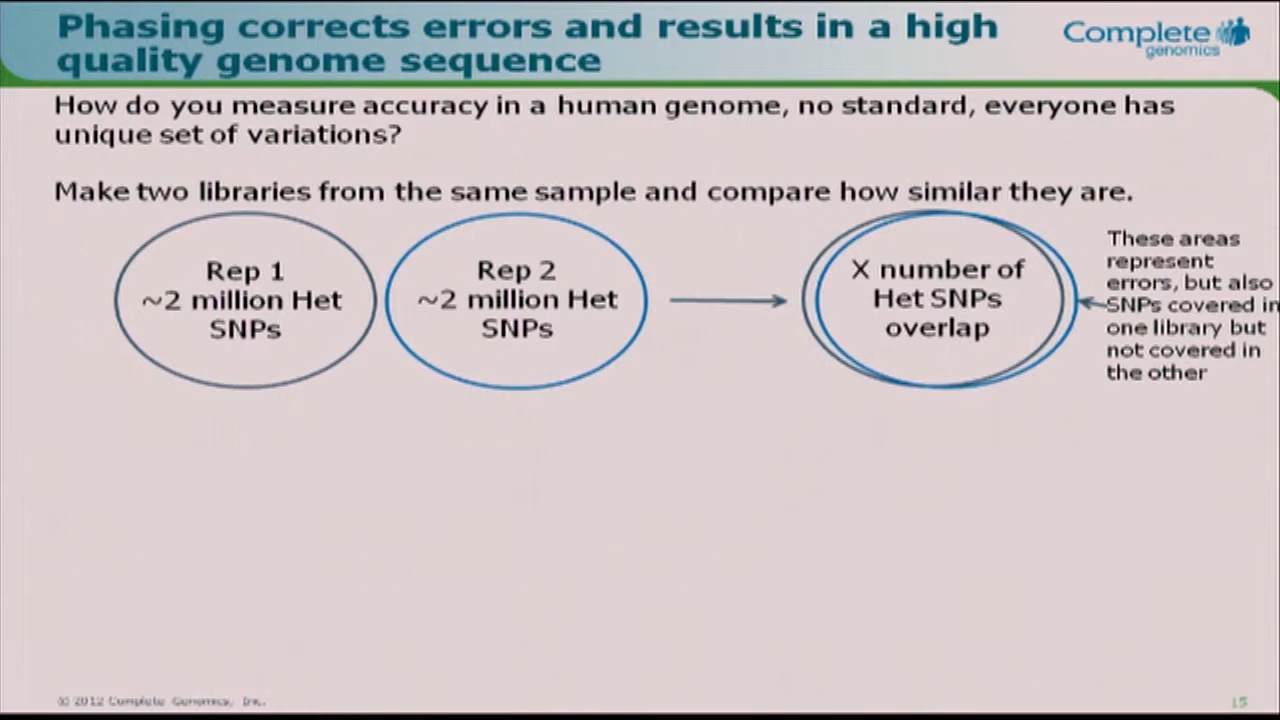 Phasing corrects errors and results in a high
quality genome sequence
Complete
genomics
How do you measure accuracy in a human genome, no standard, everyone has
unique set of variations?
Make two libraries from the same sample and compare how similar they are.
Rep 1
~2 million Het
SNPs
Rep 2
~2 million Het
SNPs
X number of
Het SNPs
overlap
These areas
represent
errors, but also
SNPs covered in
one library but
not covered in
the other
© 2012 Complete Genomics, Inc.
15